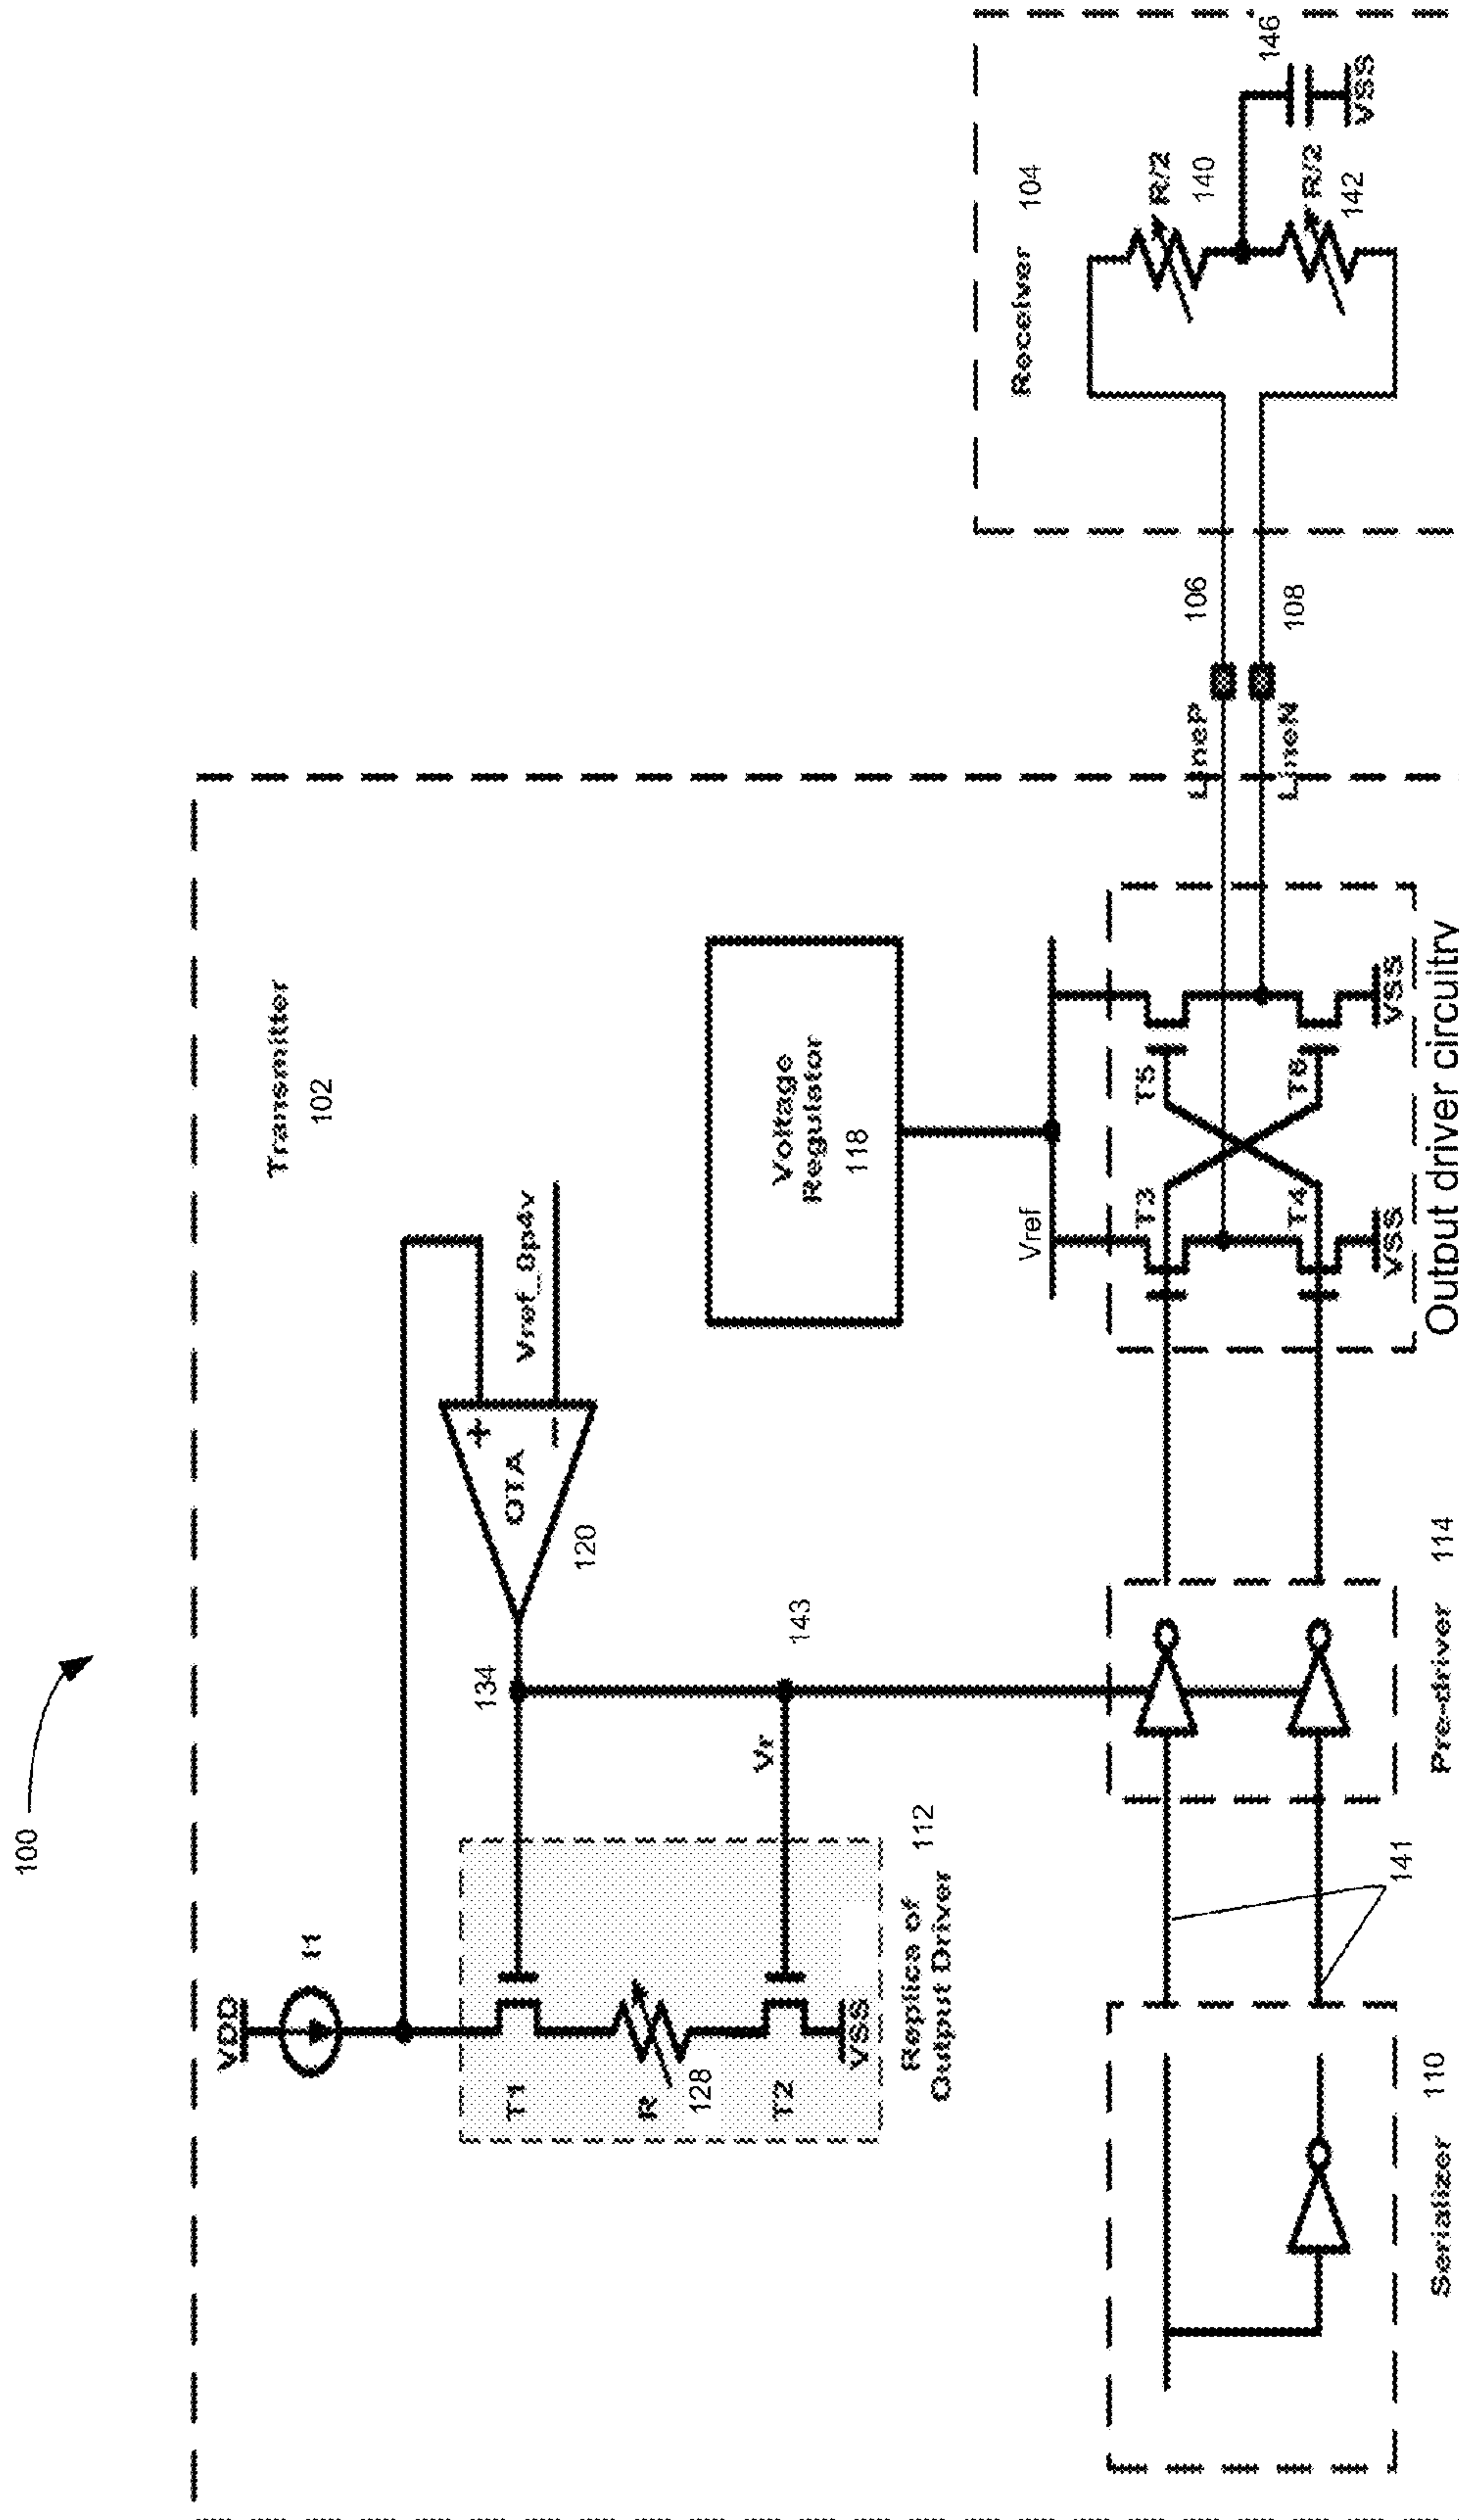 100
Transmitter
102
VDD
I1
T1
R
128
T2
VSS
Replica of
Output Driver
112
134
OTA
+
−
120
Vref_0p4v
Vr
143
Voltage
Regulator
118
Vref
T3
T4
T5
T6
VSS
VSS
Output driver circuitry
LineP
LineN
106
108
Receiver
104
R/2
140
R/2
142
146
VSS
Serializer
110
141
Pre-driver
114